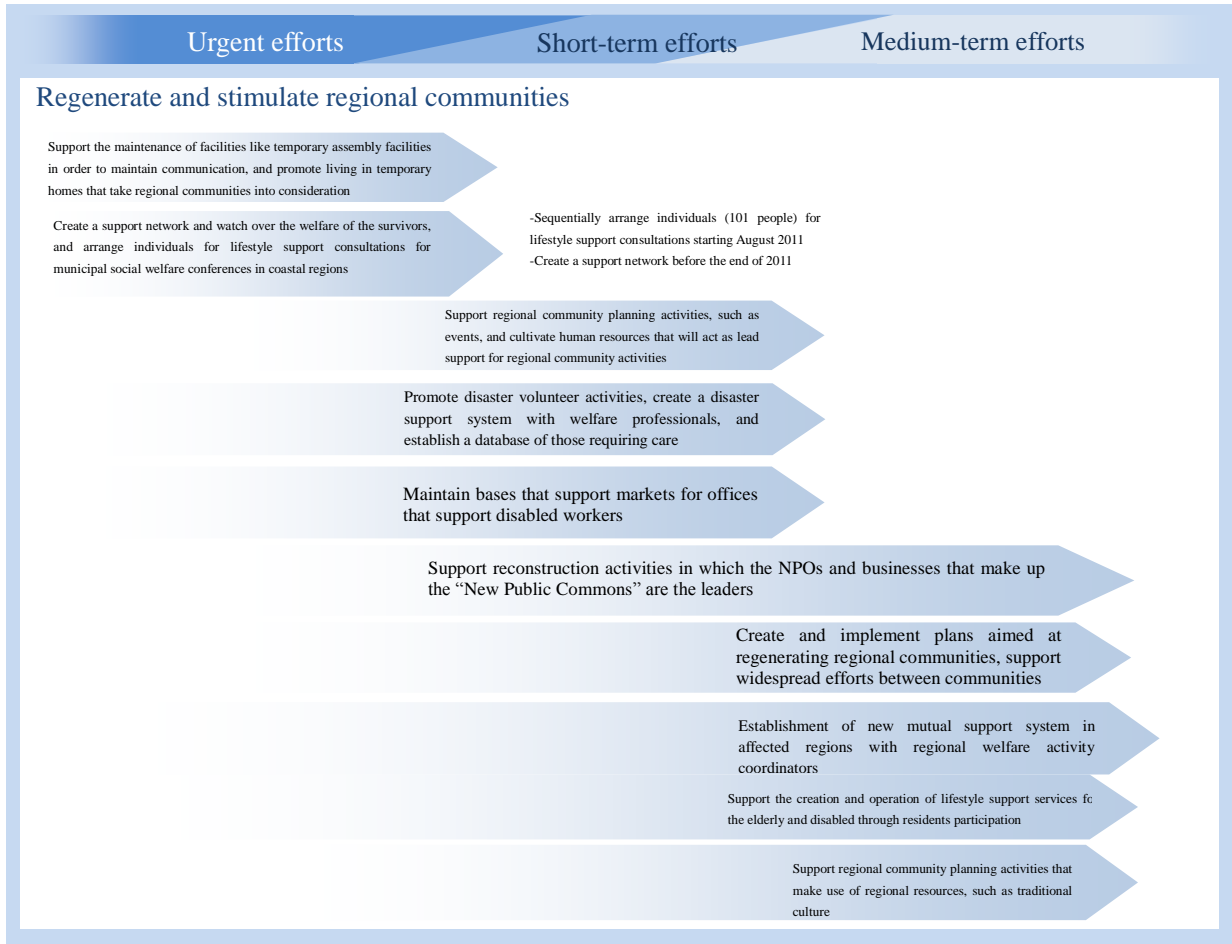 Urgent efforts
Short-term efforts
Medium-term efforts
Regenerate and stimulate regional communities
Support the maintenance of facilities like temporary assembly facilities
in order to maintain communication, and promote living in temporary
homes that take regional communities into consideration
Create a support network and watch over the welfare of the survivors,
and arrange individuals for lifestyle support consultations for
municipal social welfare conferences in coastal regions
-Sequentially arrange individuals (101 people) for
lifestyle support consultations starting August 2011
-Create a support network before the end of 2011
Support regional community planning activities, such as
events, and cultivate human resources that will act as lead
support for regional community activities
Promote disaster volunteer activities, create a disaster
support system with welfare professionals, and
establish a database of those requiring care
Maintain bases that support markets for offices
that support disabled workers
Support reconstruction activities in which the NPOs and businesses that make up
the “New Public Commons” are the leaders
Create and implement plans aimed at
regenerating regional communities, support
widespread efforts between communities
Establishment of new mutual support system in
affected regions with regional welfare activity
coordinators
Support the creation and operation of lifestyle support services fo
the elderly and disabled through residents participation
Support regional community planning activities that
make use of regional resources, such as traditional
culture